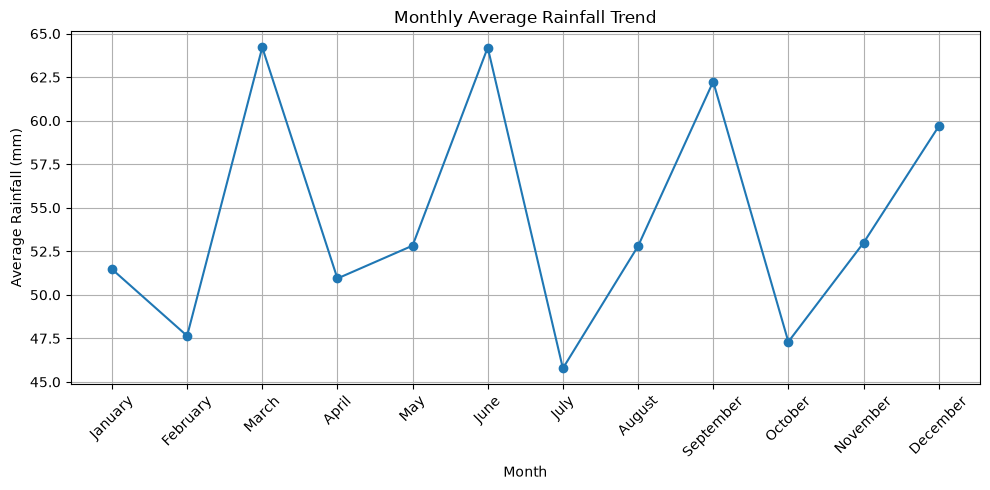 Monthly Average Rainfall Trend
Average Rainfall (mm)
65.0
62.5
60.0
57.5
55.0
52.5
50.0
47.5
45.0
January
February
March
April
May
June
July
August
September
October
November
December
Month